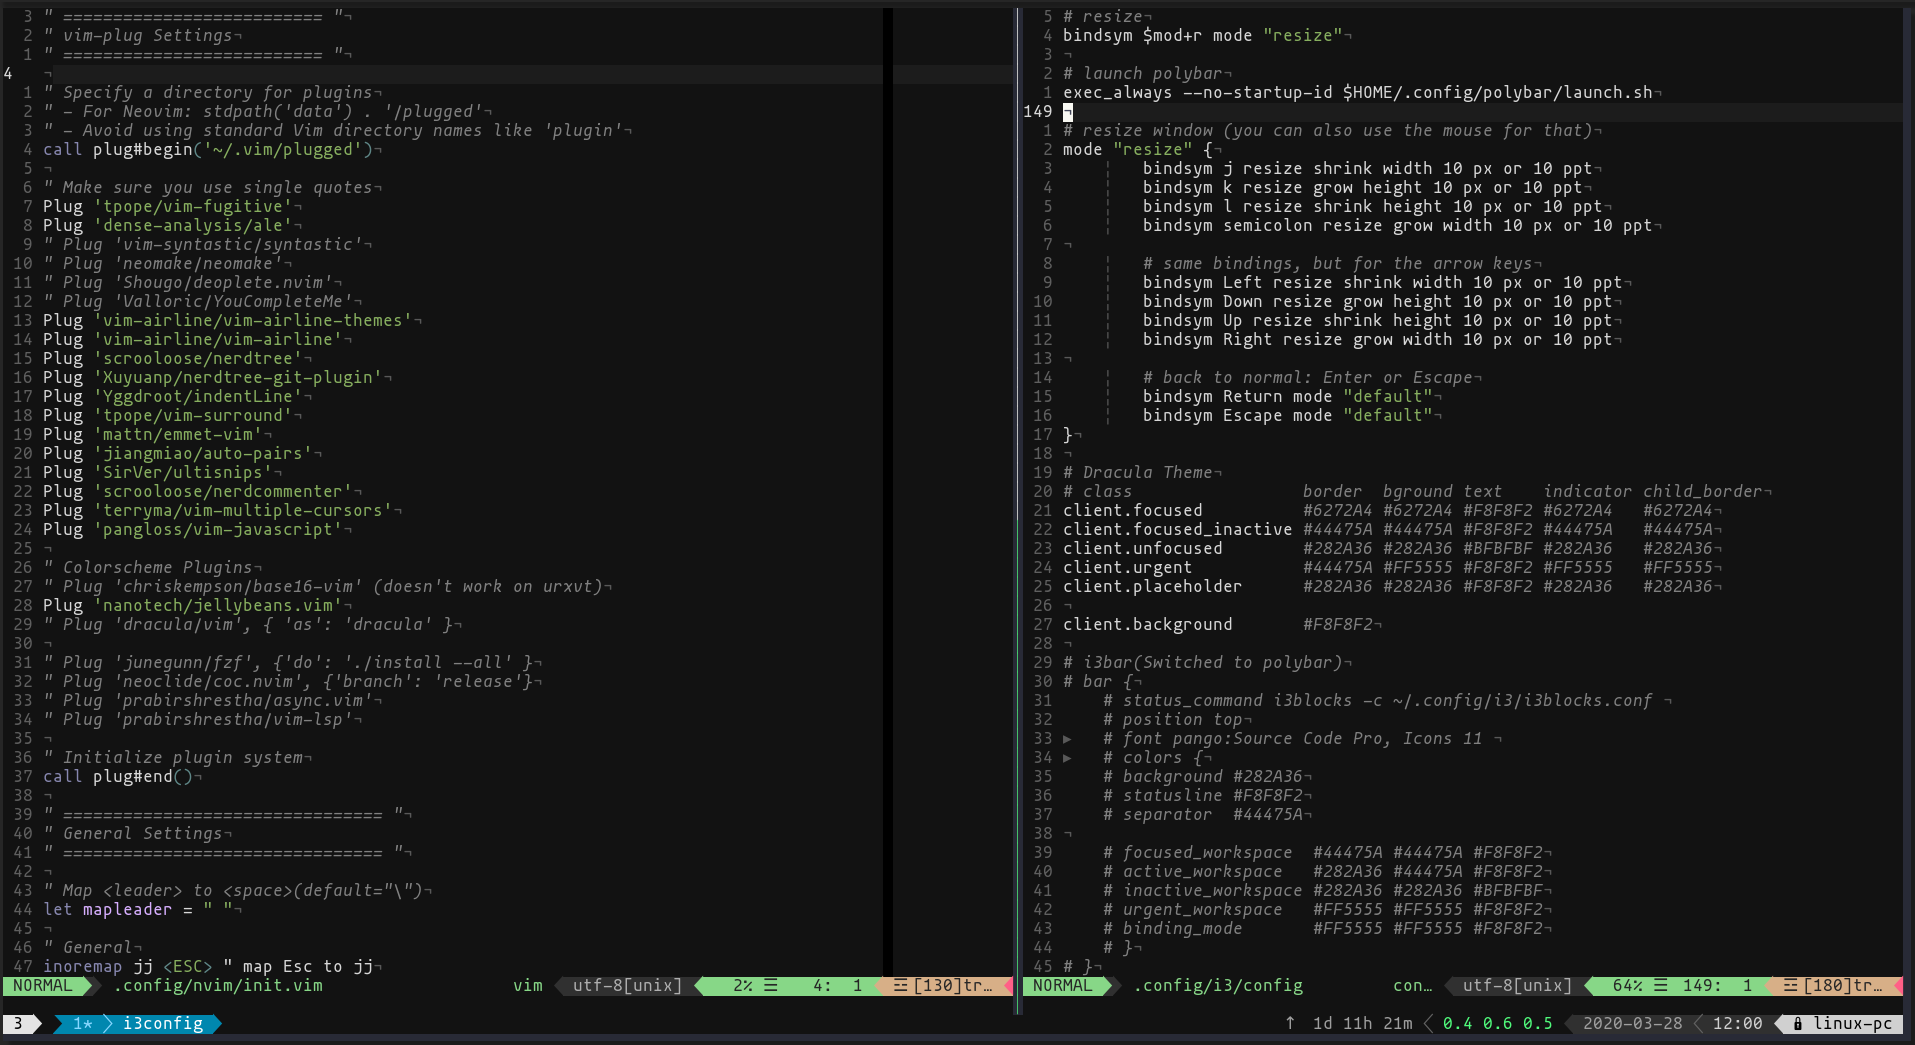 3 " ========================== "¬
2 " vim-plug Settings¬
1 " ========================== "¬
4   ¬
1 " Specify a directory for plugins¬
2 " - For Neovim: stdpath('data') . '/plugged'¬
3 " - Avoid using standard Vim directory names like 'plugin'¬
4 call plug#begin('~/.vim/plugged')¬
5 ¬
6 " Make sure you use single quotes¬
7 Plug 'tpope/vim-fugitive'¬
8 Plug 'dense-analysis/ale'¬
9 " Plug 'vim-syntastic/syntastic'¬
10 " Plug 'neomake/neomake'¬
11 " Plug 'Shougo/deoplete.nvim'¬
12 " Plug 'Valloric/YouCompleteMe'¬
13 Plug 'vim-airline/vim-airline-themes'¬
14 Plug 'vim-airline/vim-airline'¬
15 Plug 'scrooloose/nerdtree'¬
16 Plug 'Xuyuanp/nerdtree-git-plugin'¬
17 Plug 'Yggdroot/indentLine'¬
18 Plug 'tpope/vim-surround'¬
19 Plug 'mattn/emmet-vim'¬
20 Plug 'jiangmiao/auto-pairs'¬
21 Plug 'SirVer/ultisnips'¬
22 Plug 'scrooloose/nerdcommenter'¬
23 Plug 'terryma/vim-multiple-cursors'¬
24 Plug 'pangloss/vim-javascript'¬
25 ¬
26 " Colorscheme Plugins¬
27 " Plug 'chriskempson/base16-vim' (doesn't work on urxvt)¬
28 Plug 'nanotech/jellybeans.vim'¬
29 " Plug 'dracula/vim', { 'as': 'dracula' }¬
30 ¬
31 " Plug 'junegunn/fzf', {'do': './install --all' }¬
32 " Plug 'neoclide/coc.nvim', {'branch': 'release'}¬
33 " Plug 'prabirshrestha/async.vim'¬
34 " Plug 'prabirshrestha/vim-lsp'¬
35 ¬
36 " Initialize plugin system¬
37 call plug#end()¬
38 ¬
39 " ================================ "¬
40 " General Settings¬
41 " ================================ "¬
42 ¬
43 " Map <leader> to <space>(default="\")¬
44 let mapleader = " "¬
45 ¬
46 " General¬
47 inoremap jj <ESC> " map Esc to jj¬
NORMAL .config/nvim/init.vim vim utf-8[unix] 2% ☰ 4: 1 ☲ [130]tr…
5 # resize¬
4 bindsym $mod+r mode "resize"¬
3 ¬
2 # launch polybar¬
1 exec_always --no-startup-id $HOME/.config/polybar/launch.sh¬
149 ¬
1 # resize window (you can also use the mouse for that)¬
2 mode "resize" {¬
3 ¦ bindsym j resize shrink width 10 px or 10 ppt¬
4 ¦ bindsym k resize grow height 10 px or 10 ppt¬
5 ¦ bindsym l resize shrink height 10 px or 10 ppt¬
6 ¦ bindsym semicolon resize grow width 10 px or 10 ppt¬
7 ¬
8 ¦ # same bindings, but for the arrow keys¬
9 ¦ bindsym Left resize shrink width 10 px or 10 ppt¬
10 ¦ bindsym Down resize grow height 10 px or 10 ppt¬
11 ¦ bindsym Up resize shrink height 10 px or 10 ppt¬
12 ¦ bindsym Right resize grow width 10 px or 10 ppt¬
13 ¬
14 ¦ # back to normal: Enter or Escape¬
15 ¦ bindsym Return mode "default"¬
16 ¦ bindsym Escape mode "default"¬
17 }¬
18 ¬
19 # Dracula Theme¬
20 # class border bground text indicator child_border¬
21 client.focused #6272A4 #6272A4 #F8F8F2 #6272A4 #6272A4¬
22 client.focused_inactive #44475A #44475A #F8F8F2 #44475A #44475A¬
23 client.unfocused #282A36 #282A36 #BFBFBF #282A36 #282A36¬
24 client.urgent #44475A #FF5555 #F8F8F2 #FF5555 #FF5555¬
25 client.placeholder #282A36 #282A36 #F8F8F2 #282A36 #282A36¬
26 ¬
27 client.background #F8F8F2¬
28 ¬
29 # i3bar(Switched to polybar)¬
30 # bar {¬
31 # status_command i3blocks -c ~/.config/i3/i3blocks.conf ¬
32 # position top¬
33 ▸ # font pango:Source Code Pro, Icons 11 ¬
34 ▸ # colors {¬
35 # background #282A36¬
36 # statusline #F8F8F2¬
37 # separator #44475A¬
38 ¬
39 # focused_workspace #44475A #44475A #F8F8F2¬
40 # active_workspace #282A36 #44475A #F8F8F2¬
41 # inactive_workspace #282A36 #282A36 #BFBFBF¬
42 # urgent_workspace #FF5555 #FF5555 #F8F8F2¬
43 # binding_mode #FF5555 #FF5555 #F8F8F2¬
44 # }¬
45 # }¬
NORMAL .config/i3/config con… utf-8[unix] 64% ☰ 149: 1 ☲ [180]tr…
3 1* i3config ↑ 1d 11h 21m 0.4 0.6 0.5 2020-03-28 12:00 linux-pc